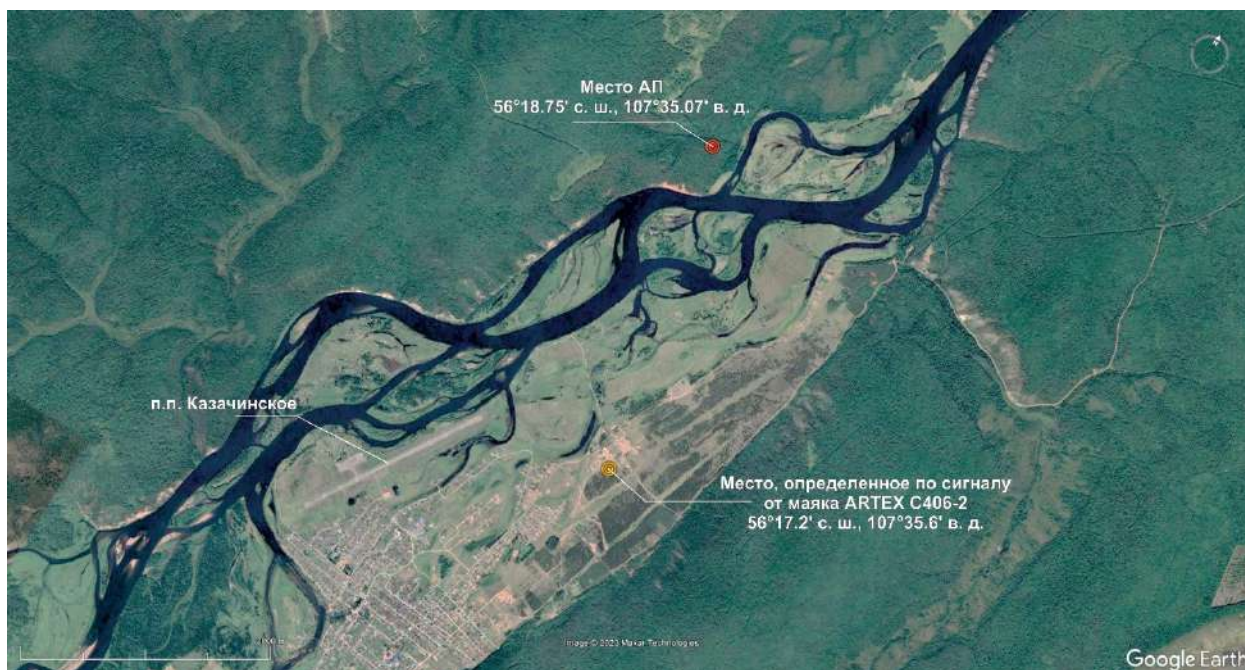 Место АП
56°18.75' с. ш., 107°35.07' в. д.
п.п. Казачинское
Место, определенное по сигналу
от маяка ARTEX C406-2
56°17.2' с. ш., 107°35.6' в. д.
Image © 2023 Maxar Technologies
Google Earth